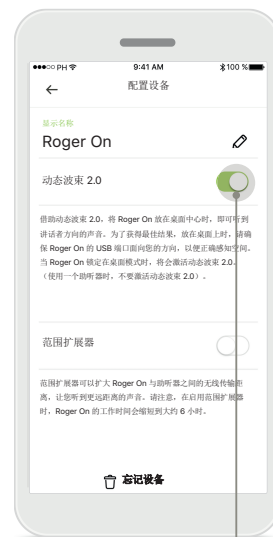 ●●●○○ PH 9:41 AM 100 %
配置设备
显示名称
Roger On
动态波束 2.0
借助动态波束 2.0，将 Roger On 放在桌面中心时，即可听到
讲话者方向的声音。为了获得最佳结果，放在桌面上时，请确
保 Roger On 的 USB 端口面向您的方向，以便正确感知空间。
当 Roger On 锁定在桌面模式时，将会激活动态波束 2.0。
（使用一个助听器时，不要激活动态波束 2.0）。
范围扩展器
范围扩展器可以扩大 Roger On 与助听器之间的无线传输距
离，让您听到更远距离的声音。请注意，在启用范围扩展器
时，Roger On 的工作时间会缩短到大约 6 小时。
忘记设备